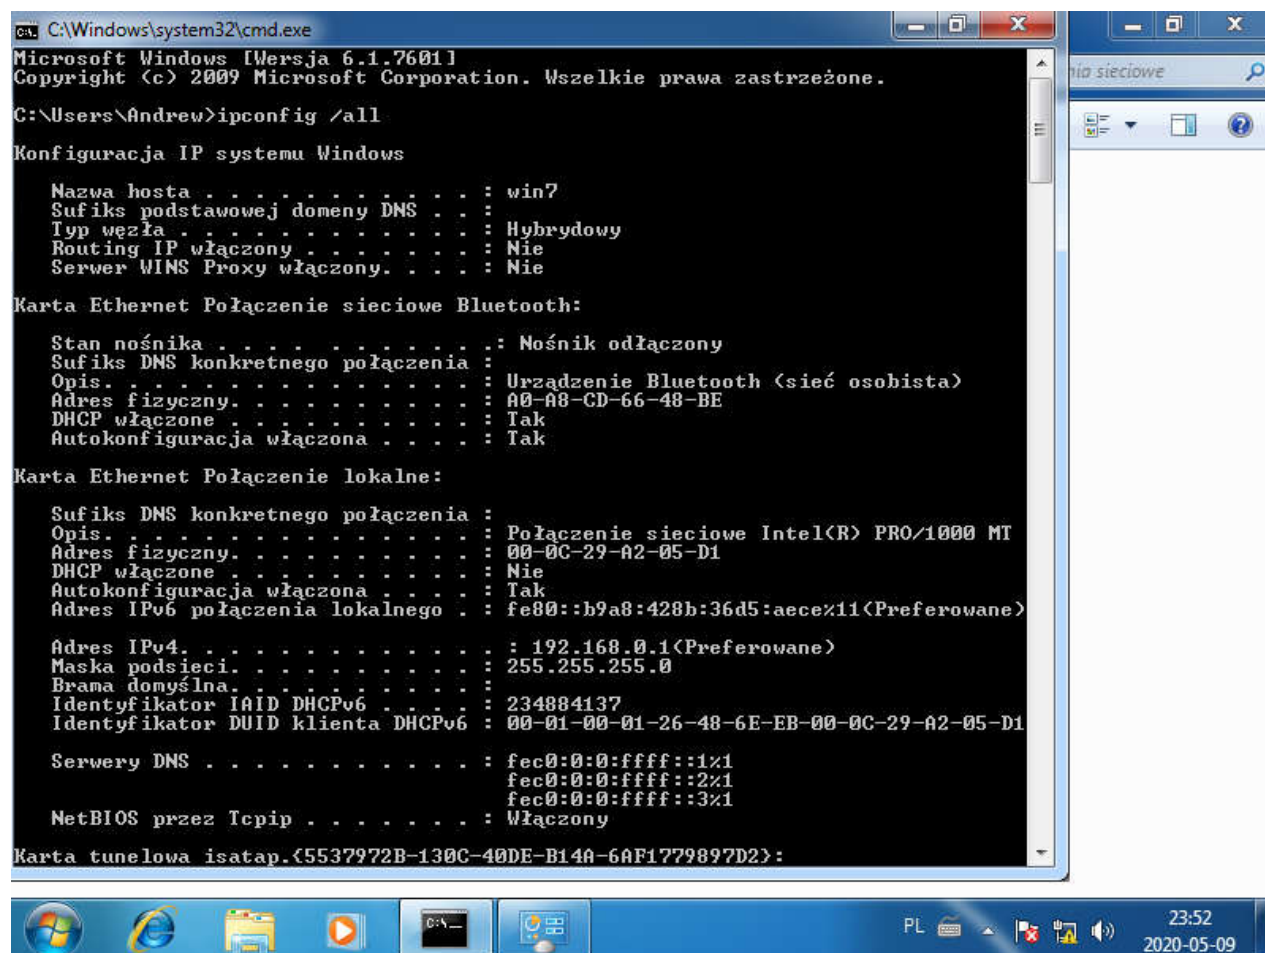 C:\Windows\system32\cmd.exe
Microsoft Windows [Wersja 6.1.7601]
Copyright (c) 2009 Microsoft Corporation. Wszelkie prawa zastrzeżone.
C:\Users\Andrew>ipconfig /all
Konfiguracja IP systemu Windows
Nazwa hosta . . . . . . . . . . . : win7
Sufiks podstawowej domeny DNS . . :
Typ węzła . . . . . . . . . . . . : Hybrydowy
Routing IP włączony . . . . . . . : Nie
Serwer WINS Proxy włączony. . . . : Nie
Karta Ethernet Połączenie sieciowe Bluetooth:
Stan nośnika . . . . . . . . . . .: Nośnik odłączony
Sufiks DNS konkretnego połączenia :
Opis. . . . . . . . . . . . . . . : Urządzenie Bluetooth (sieć osobista)
Adres fizyczny. . . . . . . . . . : A0-A8-CD-66-48-BE
DHCP włączone . . . . . . . . . . : Tak
Autokonfiguracja włączona . . . . : Tak
Karta Ethernet Połączenie lokalne:
Sufiks DNS konkretnego połączenia :
Opis. . . . . . . . . . . . . . . : Połączenie sieciowe Intel(R) PRO/1000 MT
Adres fizyczny. . . . . . . . . . : 00-0C-29-A2-05-D1
DHCP włączone . . . . . . . . . . : Nie
Autokonfiguracja włączona . . . . : Tak
Adres IPv6 połączenia lokalnego . : fe80::b9a8:428b:36d5:aece%11(Preferowane)
Adres IPv4. . . . . . . . . . . . . : 192.168.0.1(Preferowane)
Maska podsieci. . . . . . . . . . : 255.255.255.0
Brama domyślna. . . . . . . . . . :
Identyfikator IAID DHCPv6 . . . . : 234884137
Identyfikator DUID klienta DHCPv6 : 00-01-00-01-26-48-6E-EB-00-0C-29-A2-05-D1
Serwery DNS . . . . . . . . . . . : fec0:0:0:ffff::1%1
fec0:0:0:ffff::2%1
fec0:0:0:ffff::3%1
NetBIOS przez Tcpip . . . . . . . : Włączony
Karta tunelowa isatap.{5537972B-130C-40DE-B14A-6AF1779897D2}:
sieciowe
C:\_
PL
23:52
2020-05-09